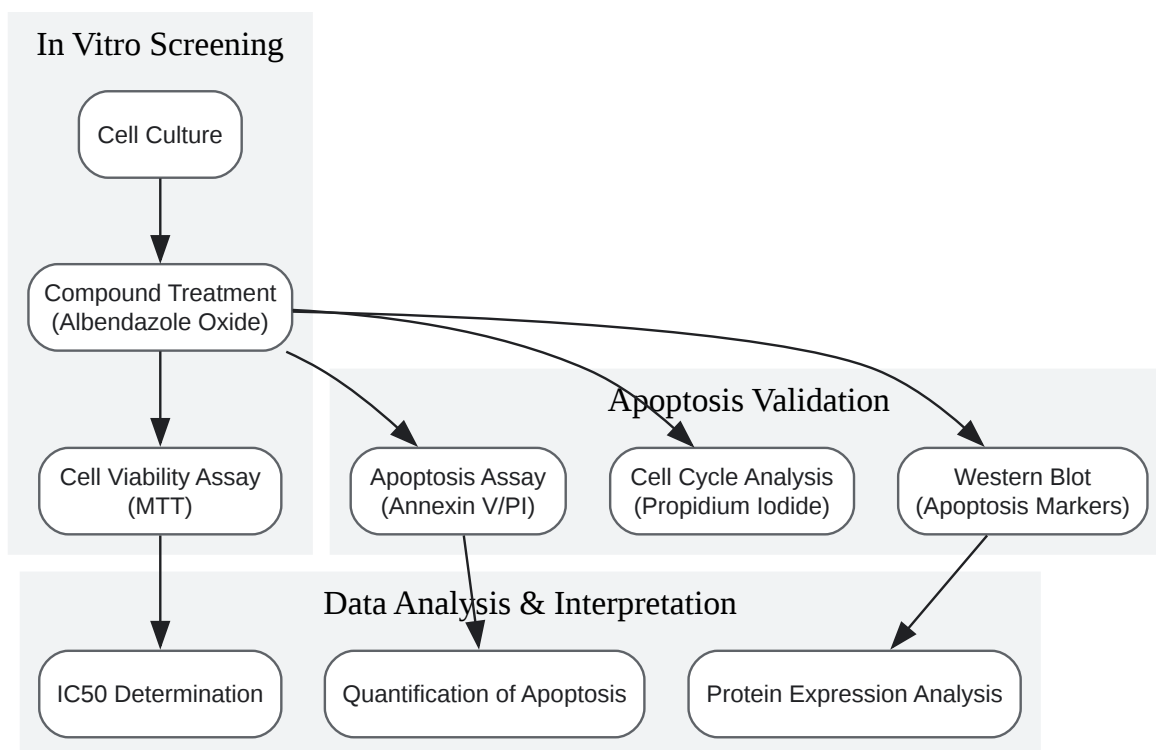 In Vitro Screening
Cell Culture
Compound Treatment
(Albendazole Oxide)
Apoptosis Validation
Cell Viability Assay
(MTT)
Apoptosis Assay
(Annexin V/PI)
Cell Cycle Analysis
(Propidium Iodide)
Western Blot
(Apoptosis Markers)
Data Analysis & Interpretation
IC50 Determination
Quantification of Apoptosis
Protein Expression Analysis